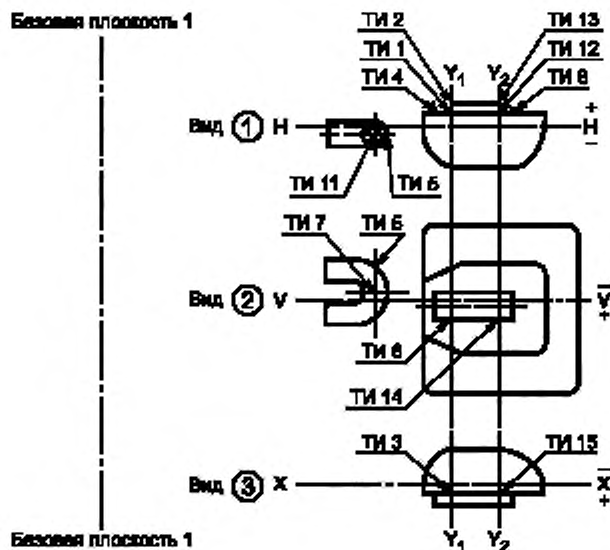 Базовая плоскость 1
ТИ 2
ТИ 13
ТИ 1
ТИ 12
ТИ 4
Y1
Y2
ТИ 8
Вид 1 H
+
H
−
ТИ 11
ТИ 5
ТИ 7
ТИ 5
Вид 2 V
−
V
+
ТИ 6
ТИ 14
ТИ 3
ТИ 15
Вид 3 X
−
X
+
Базовая плоскость 1
Y1
Y2